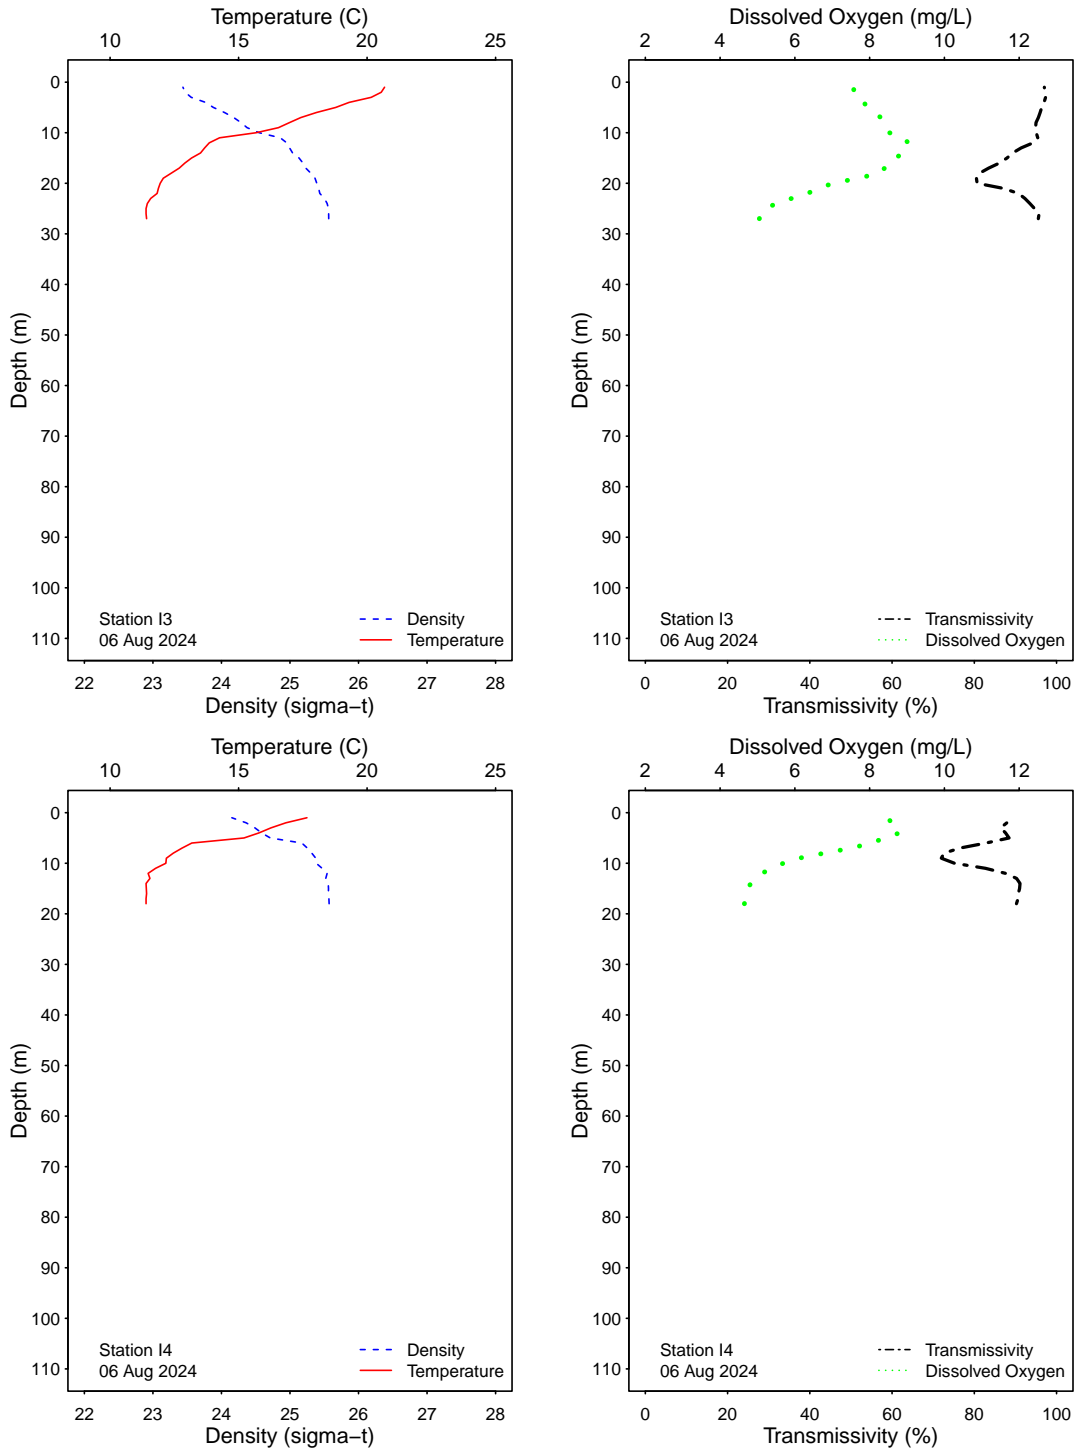 Temperature (C)
10 15 20 25
0
10
20
30
40
50
60
70
80
90
100
110
Depth (m)
Station I3
06 Aug 2024
Density
Temperature
22 23 24 25 26 27 28
Density (sigma−t)
Dissolved Oxygen (mg/L)
2 4 6 8 10 12
0
10
20
30
40
50
60
70
80
90
100
110
Depth (m)
Station I3
06 Aug 2024
Transmissivity
Dissolved Oxygen
0 20 40 60 80 100
Transmissivity (%)
Temperature (C)
10 15 20 25
0
10
20
30
40
50
60
70
80
90
100
110
Depth (m)
Station I4
06 Aug 2024
Density
Temperature
22 23 24 25 26 27 28
Density (sigma−t)
Dissolved Oxygen (mg/L)
2 4 6 8 10 12
0
10
20
30
40
50
60
70
80
90
100
110
Depth (m)
Station I4
06 Aug 2024
Transmissivity
Dissolved Oxygen
0 20 40 60 80 100
Transmissivity (%)